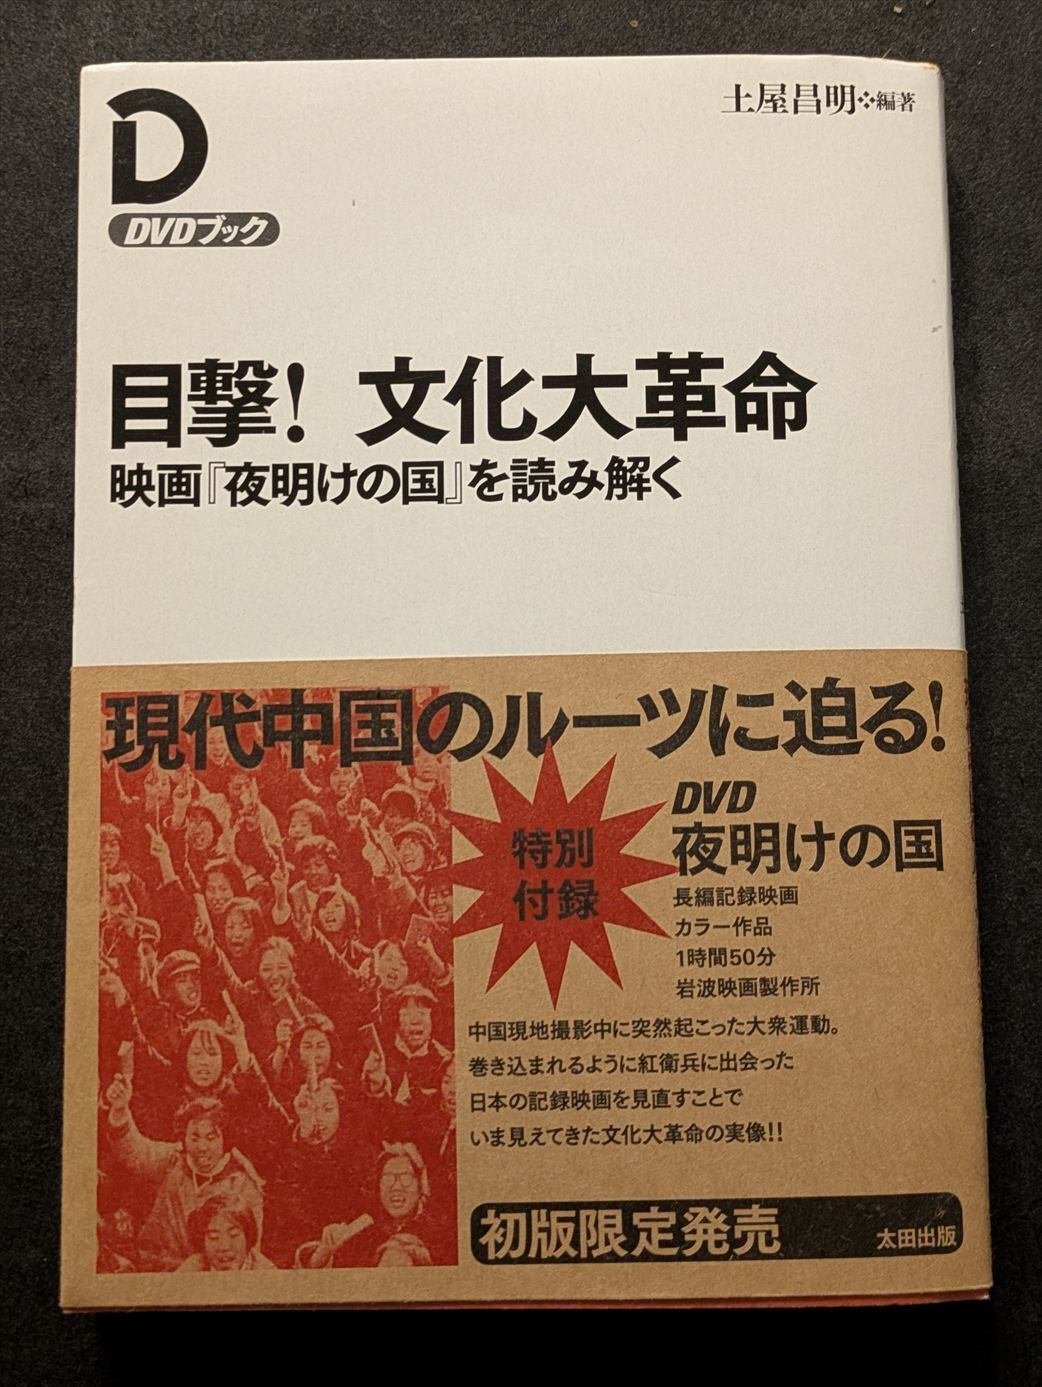 土屋昌明❖編著
D
DVDブック
目撃! 文化大革命
映画『夜明けの国』を読み解く
現代中国のルーツに迫る!
特別
付録
DVD
夜明けの国
長編記録映画
カラー作品
1時間50分
岩波映画製作所
中国現地撮影中に突然起こった大衆運動。
巻き込まれるように紅衛兵に出会った
日本の記録映画を見直すことで
いま見えてきた文化大革命の実像!!
初版限定発売
太田出版